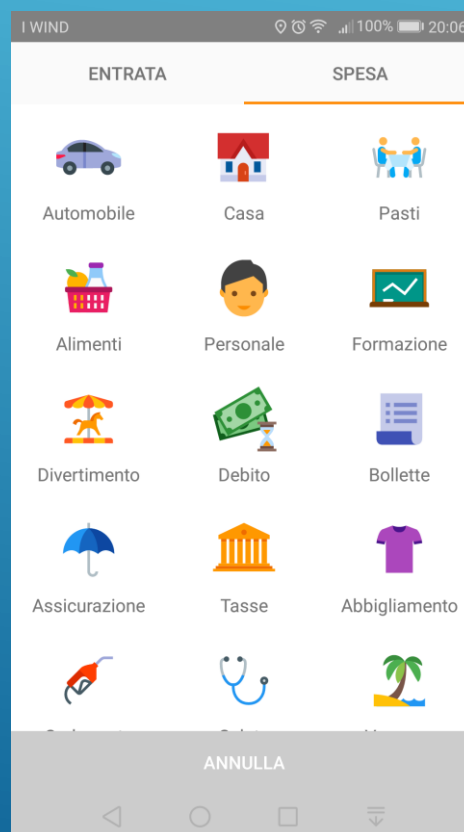 I WIND 100% 20:06
ENTRATA SPESA
Automobile Casa Pasti
Alimenti Personale Formazione
Divertimento Debito Bollette
Assicurazione Tasse Abbigliamento
ANNULLA